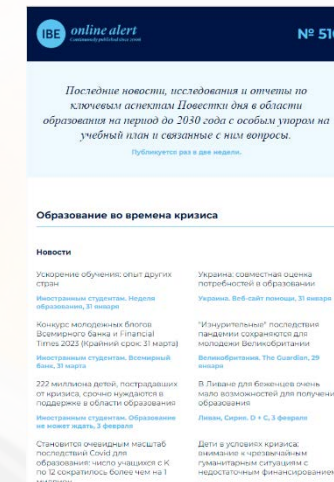 IBE
online alert
Continuously published since 2006
№ 510
Последние новости, исследования и отчеты по
ключевым аспектам Повестки дня в области
образования на период до 2030 года с особым упором на
учебный план и связанные с ним вопросы.
Публикуется раз в две недели.
Образование во времена кризиса
Новости
Ускорение обучения: опыт других
стран
Иностранным студентам. Неделя
образования, 31 января
Конкурс молодежных блогов
Всемирного банка и Financial
Times 2023 (Крайний срок: 31 марта)
Иностранным студентам. Всемирный
банк, 31 марта
222 миллиона детей, пострадавших
от кризиса, срочно нуждаются в
поддержке в области образования
Иностранным студентам. Образование
не может ждать, 3 февраля
Становится очевидным масштаб
последствий Covid для
образования: число учащихся с К
по 12 сократилось более чем на 1
миллион
Украина: совместная оценка
потребностей в образовании
Украина. Веб-сайт помощи, 31 января
"Изнурительные" последствия
пандемии сохраняются для
молодежи Великобритании
Великобритания. The Guardian, 29
января
В Ливане для беженцев очень
мало возможностей для получения
образования
Ливан, Сирия. D + C, 3 февраля
Дети в условиях кризиса:
внимание к чрезвычайным
гуманитарным ситуациям с
недостаточным финансированием